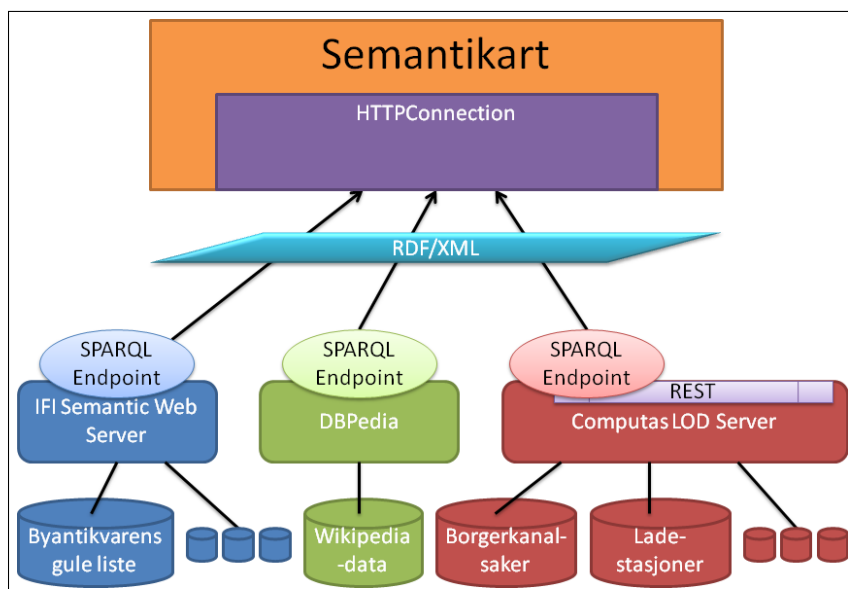 Semantikart
HTTPConnection
RDF/XML
SPARQL
Endpoint
SPARQL
Endpoint
SPARQL
Endpoint
REST
IFI Semantic Web
Server
DBPedia
Computas LOD Server
Byantikvarens
gule liste
Wikipedia
-data
Borgerkanal-
saker
Lade-
stasjoner